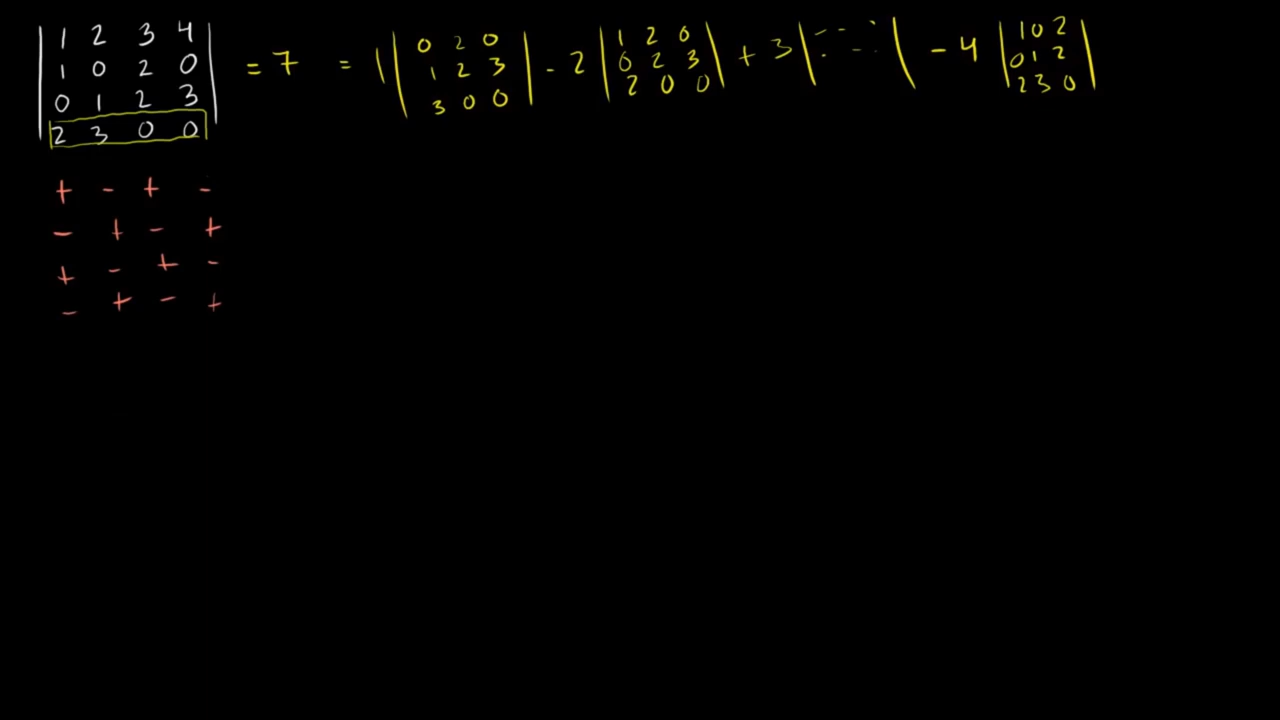 | 1 2 3 4 |
| 1 0 2 0 | = 7 = 1 | 0 2 0 | - 2 | 1 2 0 | + 3 | | - 4 | 1 0 2 |
| 0 1 2 3 | | 1 2 3 | | 0 2 3 | | 0 1 2 |
| 2 3 0 0 | | 3 0 0 | | 2 0 0 | | 2 3 0 |
+ - + -
- + - +
+ - + -
- + - +